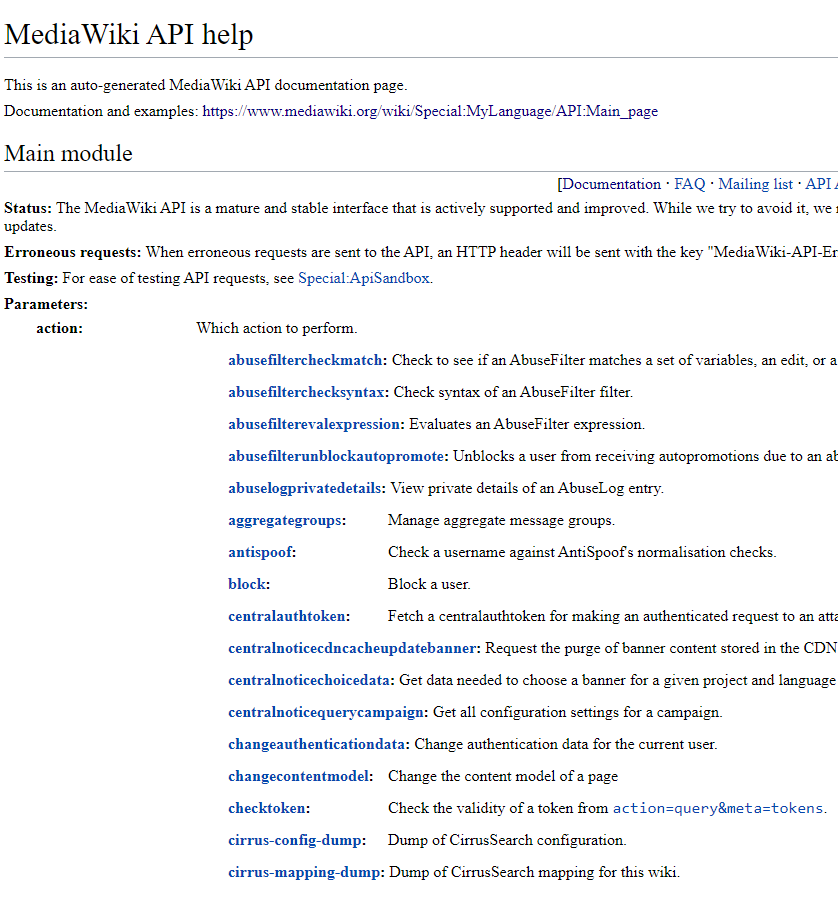 MediaWiki API help
This is an auto-generated MediaWiki API documentation page.
Documentation and examples: https://www.mediawiki.org/wiki/Special:MyLanguage/API:Main_page
Main module
[Documentation · FAQ · Mailing list · API
Status: The MediaWiki API is a mature and stable interface that is actively supported and improved. While we try to avoid it, we
updates.
Erroneous requests: When erroneous requests are sent to the API, an HTTP header will be sent with the key "MediaWiki-API-Er
Testing: For ease of testing API requests, see Special:ApiSandbox.
Parameters:
action: Which action to perform.
abusefiltercheckmatch: Check to see if an AbuseFilter matches a set of variables, an edit, or a
abusefilterchecksyntax: Check syntax of an AbuseFilter filter.
abusefilterevalexpression: Evaluates an AbuseFilter expression.
abusefilterunblockautopromote: Unblocks a user from receiving autopromotions due to an ab
abuselogprivatedetails: View private details of an AbuseLog entry.
aggregategroups: Manage aggregate message groups.
antispoof: Check a username against AntiSpoof's normalisation checks.
block: Block a user.
centralauthtoken: Fetch a centralauthtoken for making an authenticated request to an atta
centralnoticecdncacheupdatebanner: Request the purge of banner content stored in the CDN
centralnoticechoicedata: Get data needed to choose a banner for a given project and language
centralnoticequerycampaign: Get all configuration settings for a campaign.
changeauthenticationdata: Change authentication data for the current user.
changecontentmodel: Change the content model of a page
checktoken: Check the validity of a token from action=query&meta=tokens.
cirrus-config-dump: Dump of CirrusSearch configuration.
cirrus-mapping-dump: Dump of CirrusSearch mapping for this wiki.